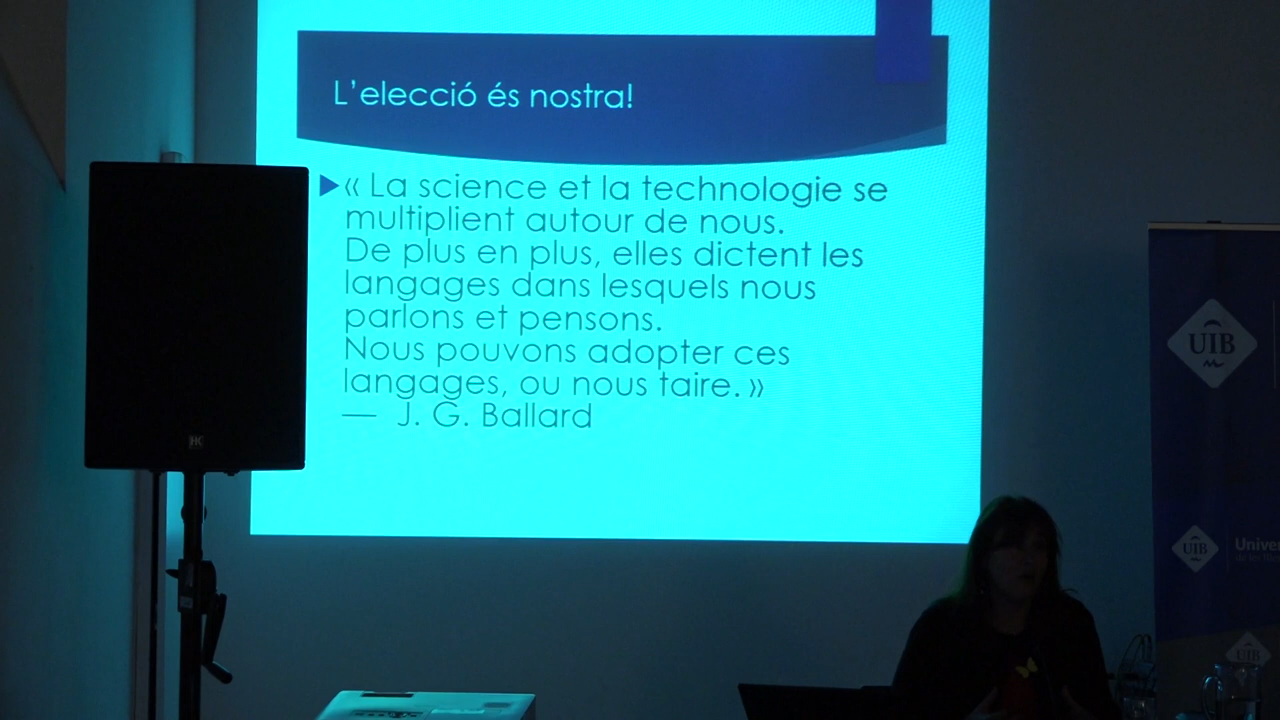 L'elecció és nostra!
« La science et la technologie se
multiplient autour de nous.
De plus en plus, elles dictent les
langages dans lesquels nous
parlons et pensons.
Nous pouvons adopter ces
langages, ou nous taire. »
— J. G. Ballard
HK
UIB
UIB
UIB